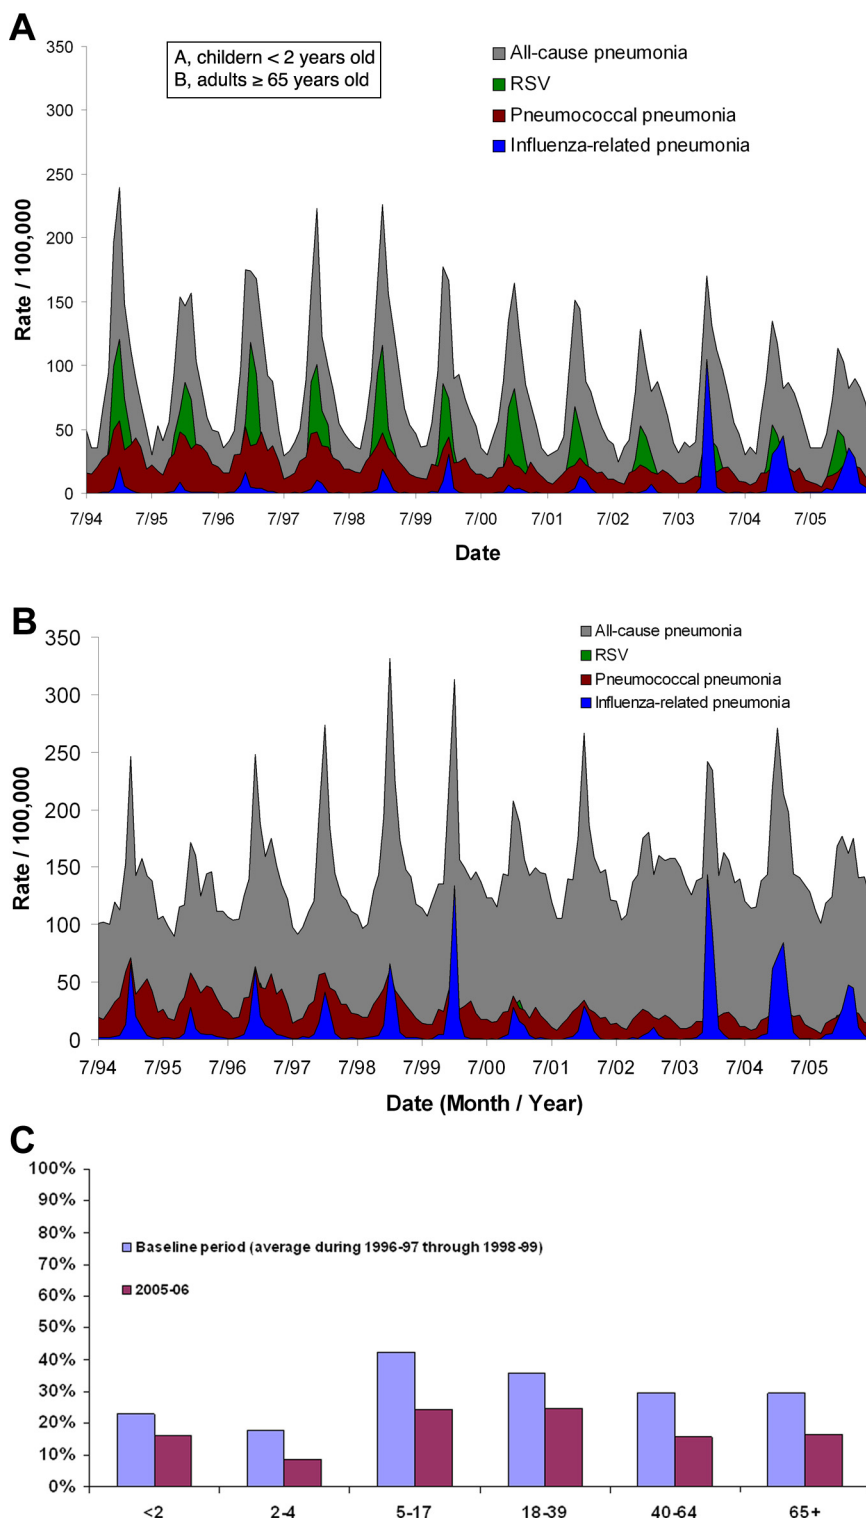 A
350
300
250
200
150
100
50
0
Rate / 100,000
A, childern < 2 years old
B, adults ≥ 65 years old
All-cause pneumonia
RSV
Pneumococcal pneumonia
Influenza-related pneumonia
7/94 7/95 7/96 7/97 7/98 7/99 7/00 7/01 7/02 7/03 7/04 7/05
Date
B
350
300
250
200
150
100
50
0
Rate / 100,000
All-cause pneumonia
RSV
Pneumococcal pneumonia
Influenza-related pneumonia
7/94 7/95 7/96 7/97 7/98 7/99 7/00 7/01 7/02 7/03 7/04 7/05
Date (Month / Year)
C
100%
90%
80%
70%
60%
50%
40%
30%
20%
10%
0%
Baseline period (average during 1996-97 through 1998-99)
2005-06
<2 2-4 5-17 18-39 40-64 65+